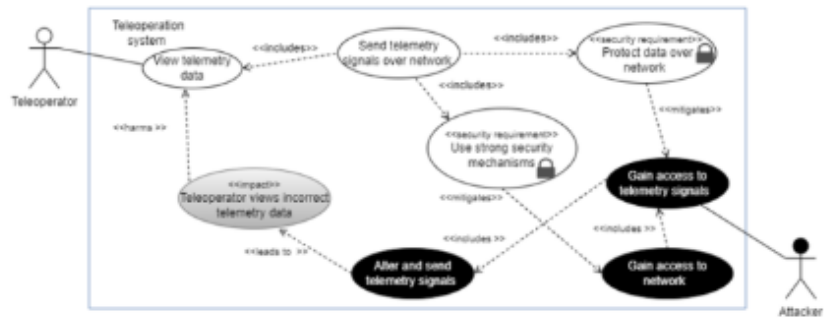 Teleoperation
system
<<includes>>
Send telemetry
signals over network
<<includes>>
<<security requirement>>
Protect data over
network
View telemetry
data
Teleoperator
<<includes>>
<<harms >>
<<security requirement>>
Use strong security
mechanisms
<<mitigates>>
<<impact>>
Teleoperator views incorrect
telemetry data
<<mitigates>>
Gain access to
telemetry signals
<<leads to >>
<<includes >>
<<includes >>
Alter and send
telemetry signals
Gain access to
network
Attacker